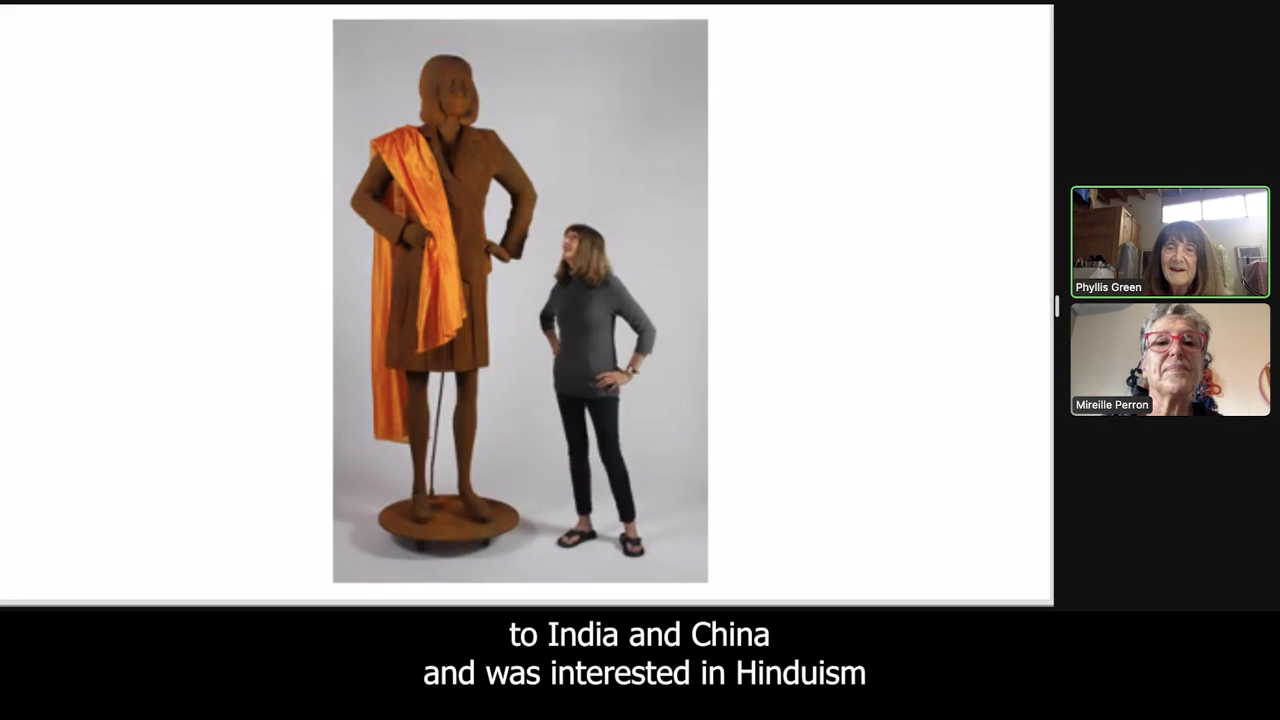 Phyllis Green
Mireille Perron
to India and China
and was interested in Hinduism